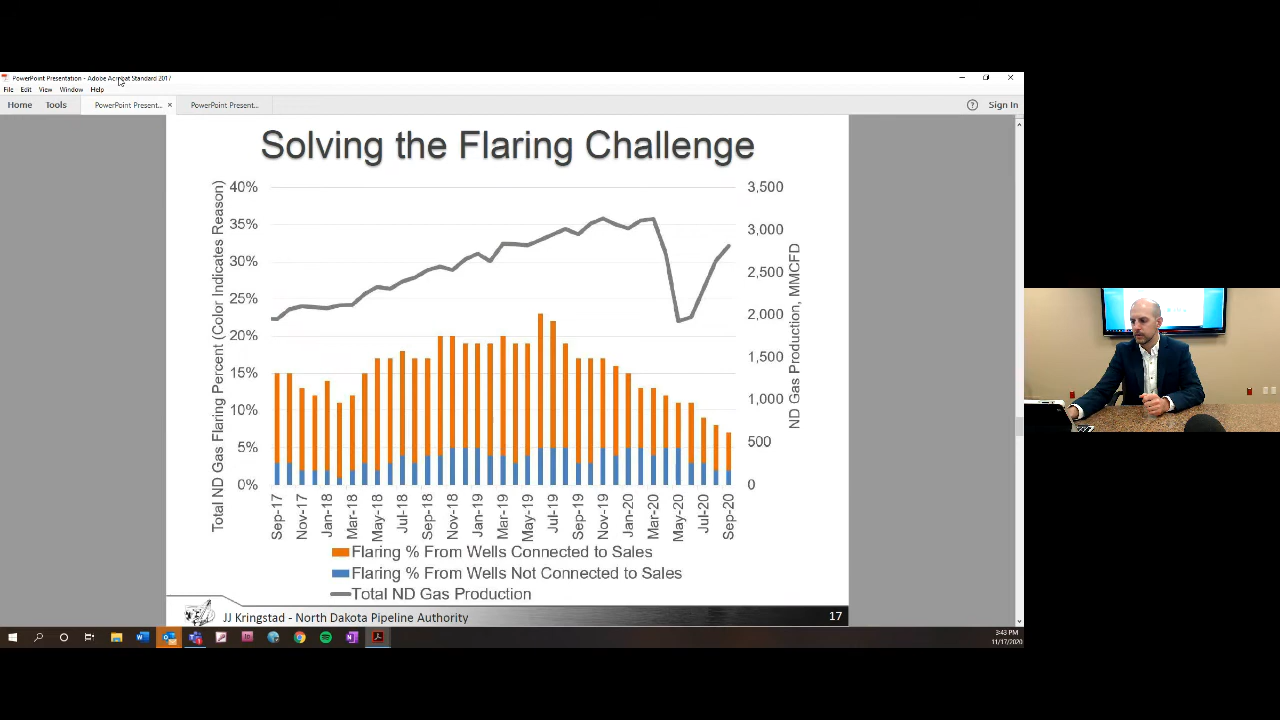 PowerPoint Presentation - Adobe Acrobat Standard 2017
File Edit View Window Help
Home Tools PowerPoint Present... × PowerPoint Present... ? Sign In
Solving the Flaring Challenge
Total ND Gas Flaring Percent (Color Indicates Reason)
40%
35%
30%
25%
20%
15%
10%
5%
0%
3,500
3,000
2,500
2,000
1,500
1,000
500
0
ND Gas Production, MMCFD
Sep-17 Nov-17 Jan-18 Mar-18 May-18 Jul-18 Sep-18 Nov-18 Jan-19 Mar-19 May-19 Jul-19 Sep-19 Nov-19 Jan-20 Mar-20 May-20 Jul-20 Sep-20
Flaring % From Wells Connected to Sales
Flaring % From Wells Not Connected to Sales
Total ND Gas Production
JJ Kringstad - North Dakota Pipeline Authority 17
3:43 PM
11/17/2020